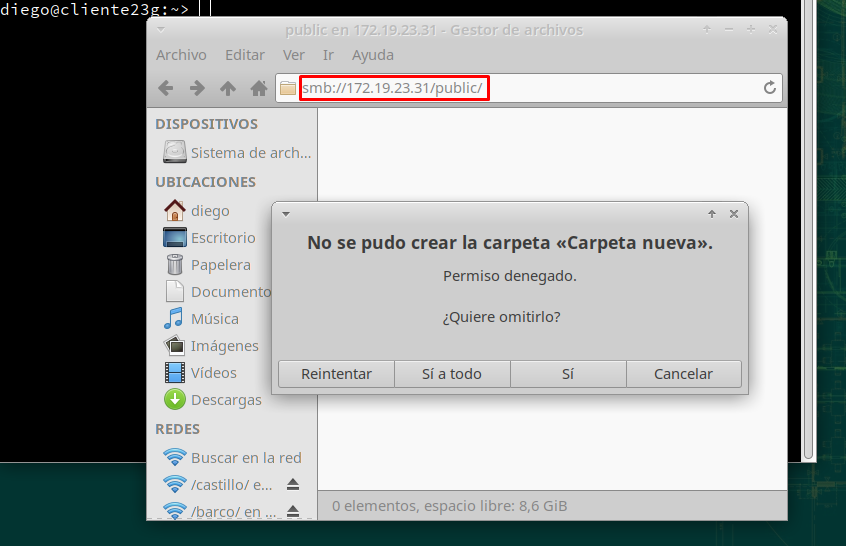 diego@cliente23g:~>
public en 172.19.23.31 - Gestor de archivos
Archivo Editar Ver Ir Ayuda
smb://172.19.23.31/public/
DISPOSITIVOS
Sistema de arch...
UBICACIONES
diego
Escritorio
Papelera
Documento
Música
Imágenes
Vídeos
Descargas
REDES
Buscar en la red
/castillo/ e...
/barco/ en ...
No se pudo crear la carpeta «Carpeta nueva».
Permiso denegado.
¿Quiere omitirlo?
Reintentar Sí a todo Sí Cancelar
0 elementos, espacio libre: 8,6 GiB